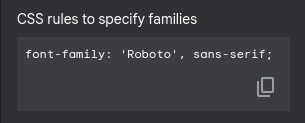 CSS rules to specify families
font-family: 'Roboto', sans-serif;